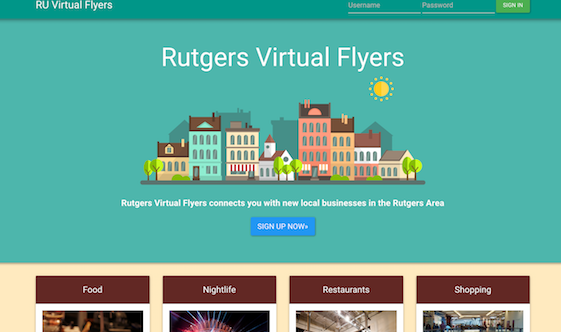 RU Virtual Flyers
Username Password SIGN IN
Rutgers Virtual Flyers
Rutgers Virtual Flyers connects you with new local businesses in the Rutgers Area
SIGN UP NOW»
Food Nightlife Restaurants Shopping